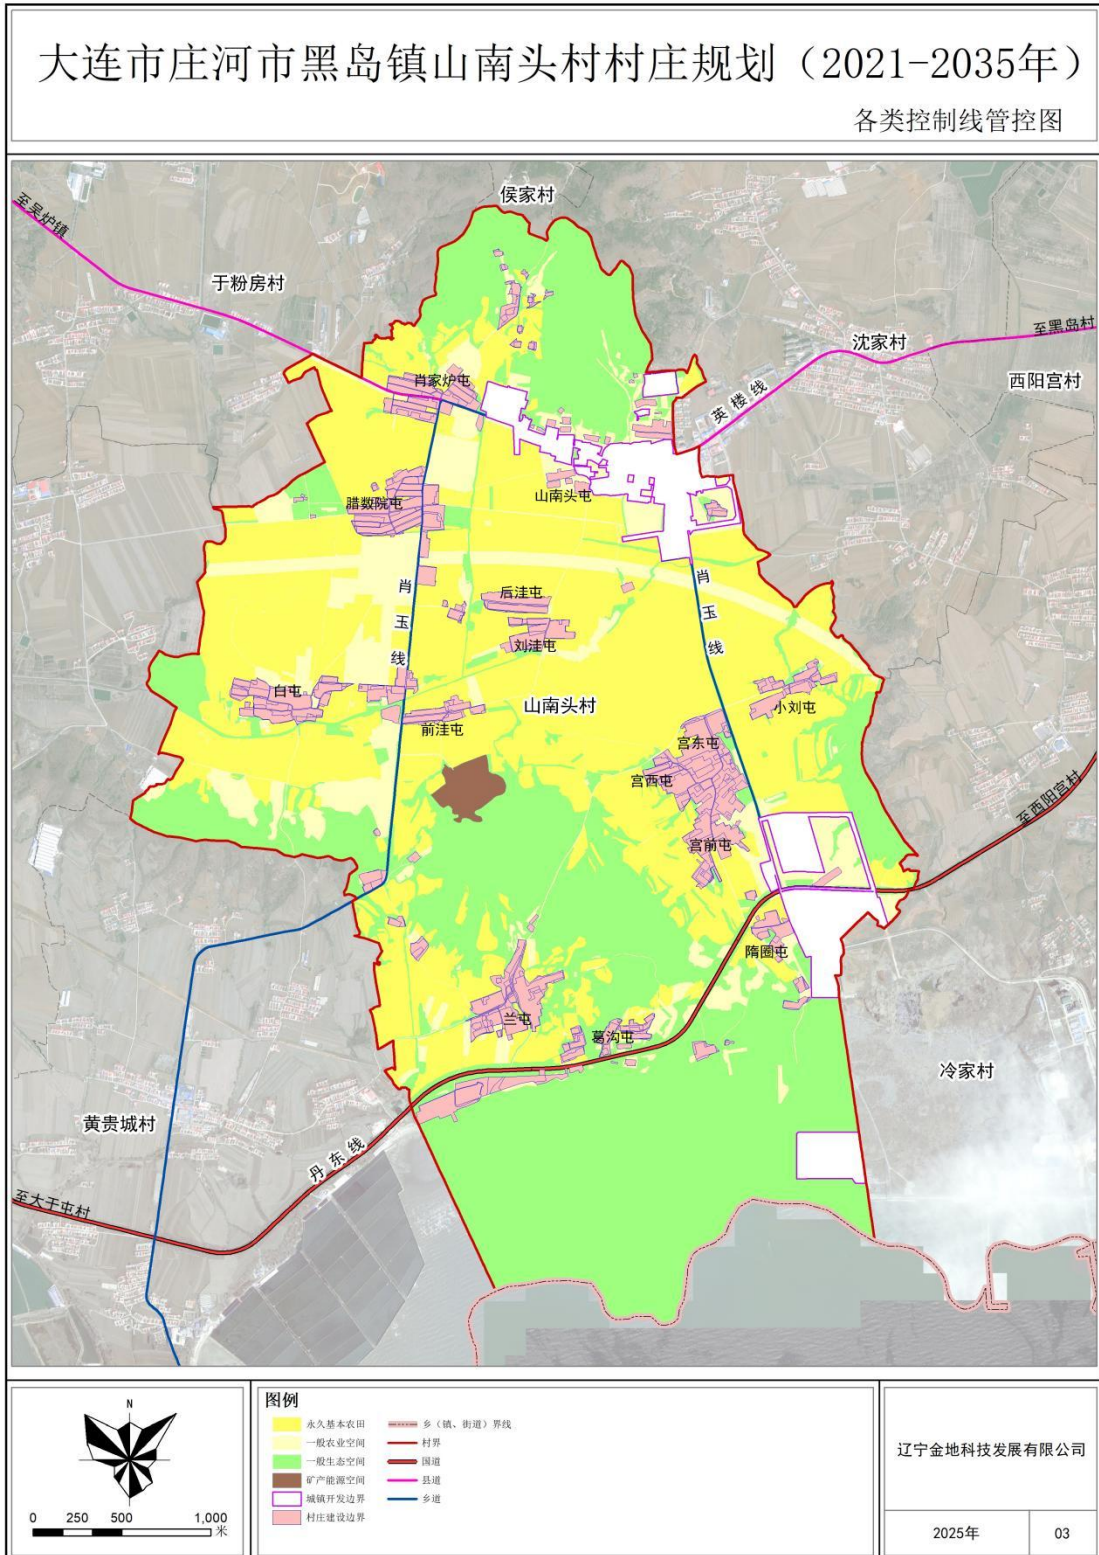 大连市庄河市黑岛镇山南头村村庄规划（2021-2035年）
各类控制线管控图
侯家村
至吴炉镇
于粉房村
至黑岛村
沈家村
西阳宫村
肖家炉屯
英楼线
腊数院屯
山南头屯
肖玉线
肖玉线
后洼屯
刘洼屯
白屯
山南头村
小刘屯
前洼屯
宫东屯
宫西屯
至西阳宫村
宫前屯
隋圈屯
兰屯
葛沟屯
冷家村
黄贵城村
丹东线
至大干屯村
N
0 250 500 1,000
米
图例
永久基本农田
一般农业空间
一般生态空间
矿产能源空间
城镇开发边界
村庄建设边界
乡（镇、街道）界线
村界
国道
县道
乡道
辽宁金地科技发展有限公司
2025年
03